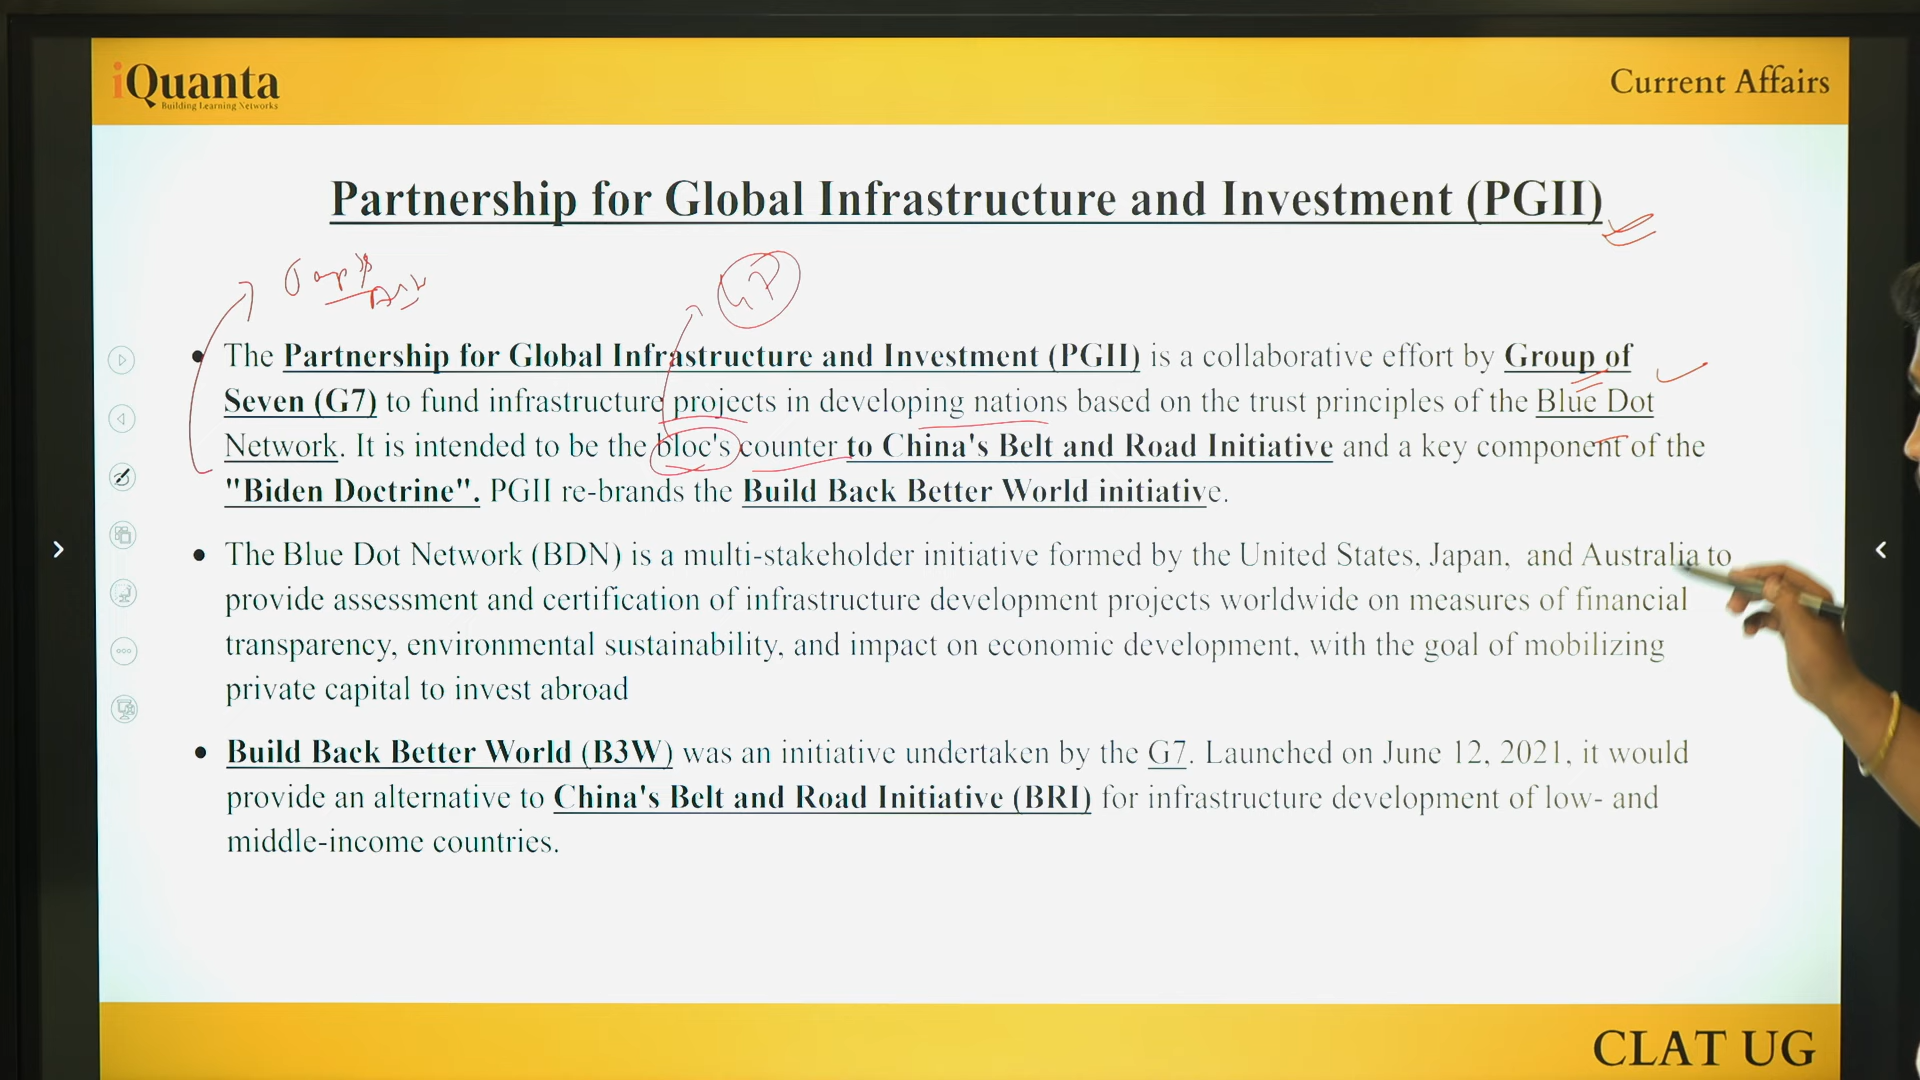 iQuanta
Building Learning Networks
Current Affairs
Partnership for Global Infrastructure and Investment (PGII)
G7
• The Partnership for Global Infrastructure and Investment (PGII) is a collaborative effort by Group of
Seven (G7) to fund infrastructure projects in developing nations based on the trust principles of the Blue Dot
Network. It is intended to be the bloc's counter to China's Belt and Road Initiative and a key component of the
"Biden Doctrine". PGII re-brands the Build Back Better World initiative.
• The Blue Dot Network (BDN) is a multi-stakeholder initiative formed by the United States, Japan, and Australia to
provide assessment and certification of infrastructure development projects worldwide on measures of financial
transparency, environmental sustainability, and impact on economic development, with the goal of mobilizing
private capital to invest abroad
• Build Back Better World (B3W) was an initiative undertaken by the G7. Launched on June 12, 2021, it would
provide an alternative to China's Belt and Road Initiative (BRI) for infrastructure development of low- and
middle-income countries.
CLAT UG